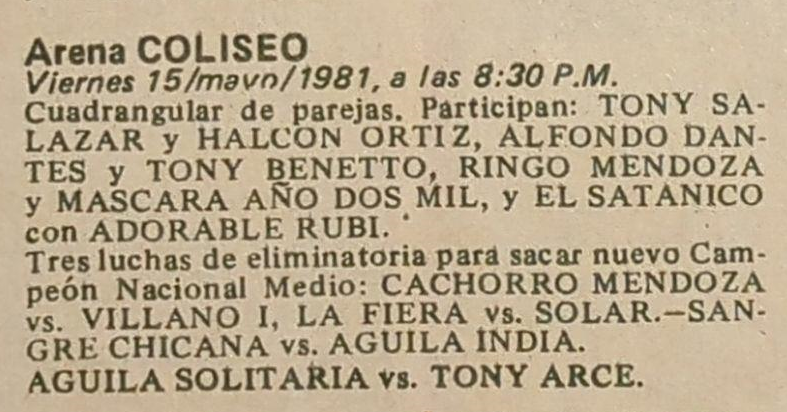 Arena COLISEO
Viernes 15/mayo/1981, a las 8:30 P.M.
Cuadrangular de parejas. Participan: TONY SA-
LAZAR y HALCON ORTIZ, ALFONDO DAN-
TES y TONY BENETTO, RINGO MENDOZA
y MASCARA AÑO DOS MIL, y EL SATANICO
con ADORABLE RUBI.
Tres luchas de eliminatoria para sacar nuevo Cam-
peón Nacional Medio: CACHORRO MENDOZA
vs. VILLANO I, LA FIERA vs. SOLAR.—SAN-
GRE CHICANA vs. AGUILA INDIA.
AGUILA SOLITARIA vs. TONY ARCE.